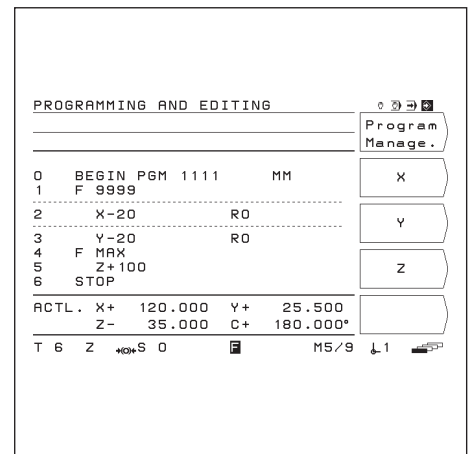 PROGRAMMING AND EDITING
Program
Manage.
0 BEGIN PGM 1111 MM
1 F 9999
2 X-20 R0
3 Y-20 R0
4 F MAX
5 Z+100
6 STOP
X
Y
Z
ACTL. X+ 120.000 Y+ 25.500
Z- 35.000 C+ 180.000°
T 6 Z S 0 F M5/9 1